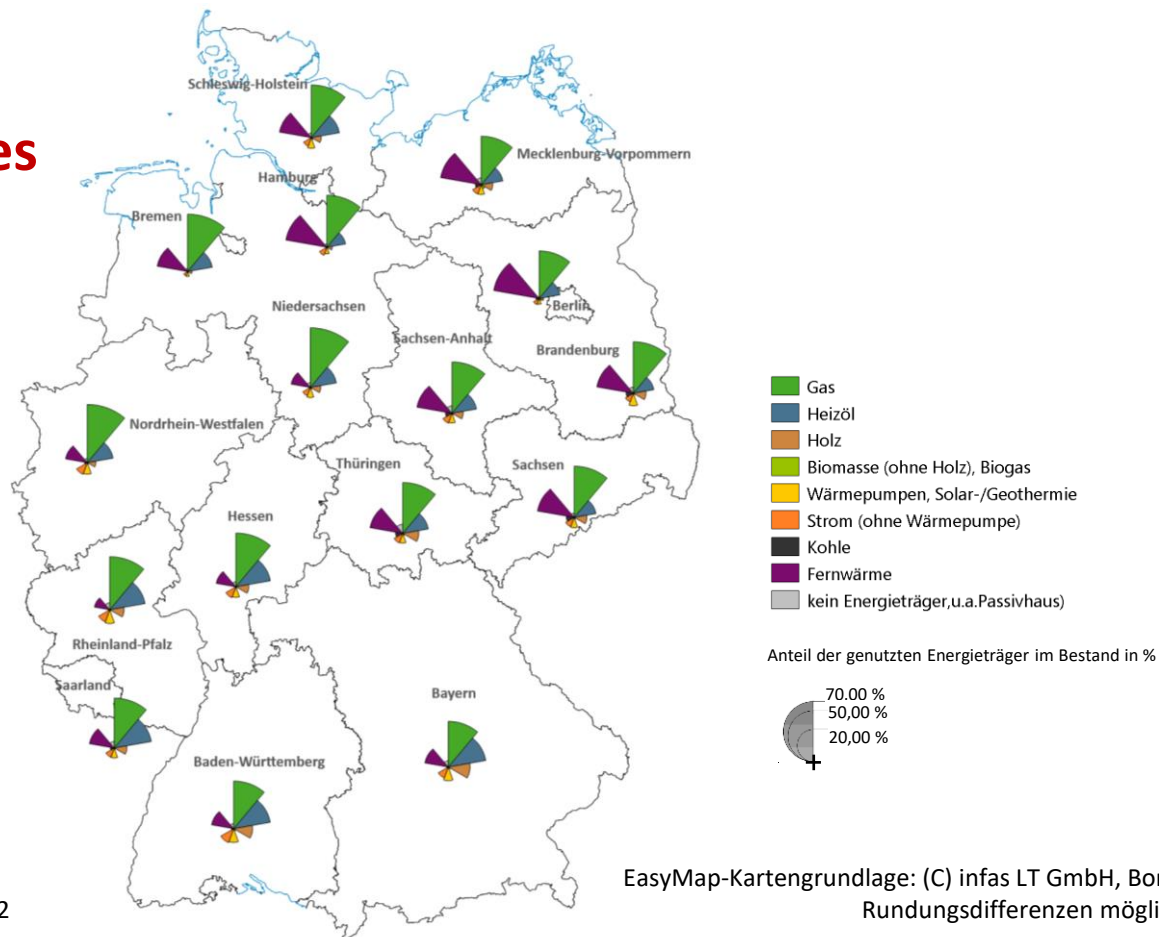 es
Schleswig-Holstein
Mecklenburg-Vorpommern
Hamburg
Bremen
Niedersachsen
Berlin
Sachsen-Anhalt
Brandenburg
Nordrhein-Westfalen
Thüringen
Sachsen
Hessen
Rheinland-Pfalz
Saarland
Bayern
Baden-Württemberg
Gas
Heizöl
Holz
Biomasse (ohne Holz), Biogas
Wärmepumpen, Solar-/Geothermie
Strom (ohne Wärmepumpe)
Kohle
Fernwärme
kein Energieträger,u.a.Passivhaus)
Anteil der genutzten Energieträger im Bestand in %
70.00 %
50,00 %
20,00 %
EasyMap-Kartengrundlage: (C) infas LT GmbH, Bon
Rundungsdifferenzen mögli
2